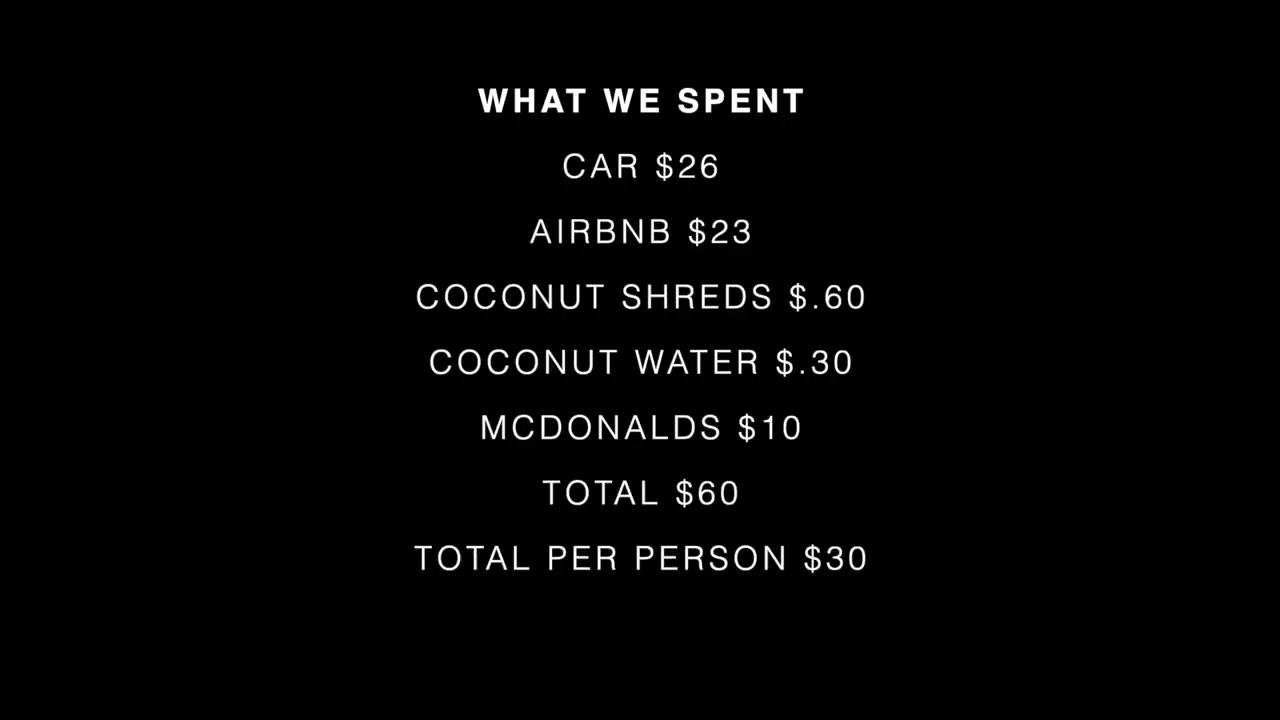 WHAT WE SPENT
CAR $26
AIRBNB $23
COCONUT SHREDS $.60
COCONUT WATER $.30
MCDONALDS $10
TOTAL $60
TOTAL PER PERSON $30